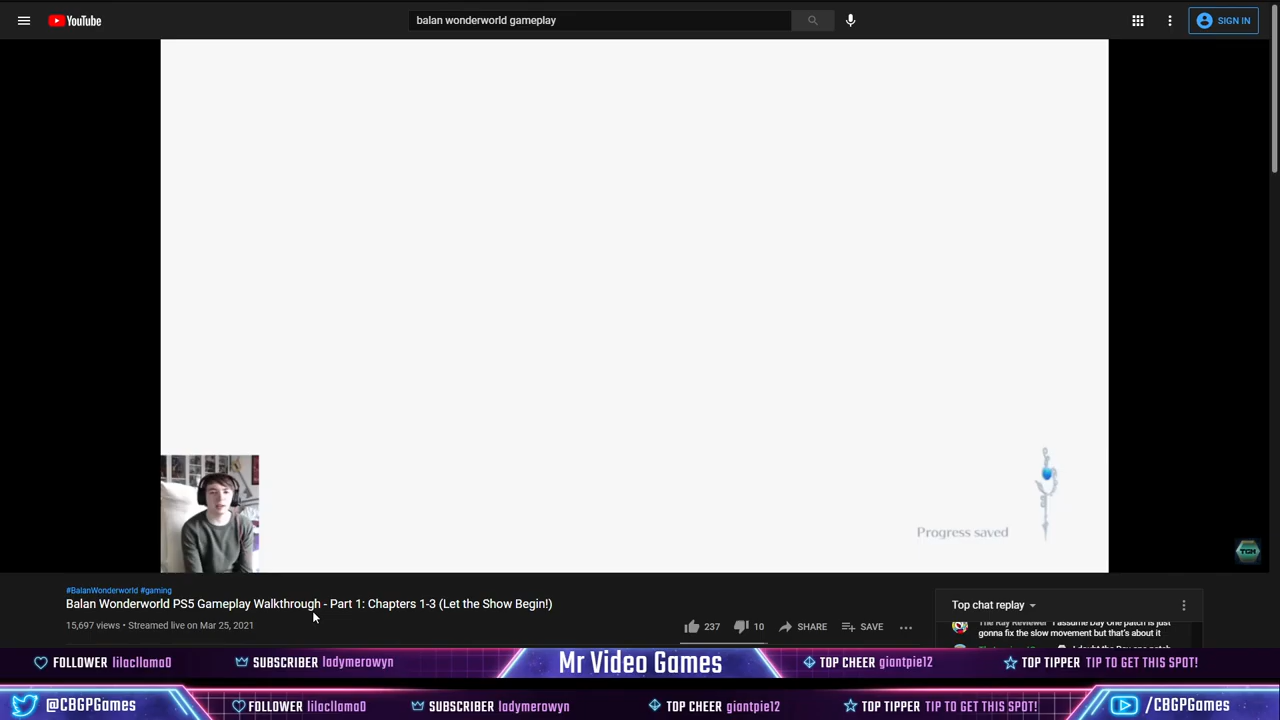 YouTube
balan wonderworld gameplay
SIGN IN
Progress saved
TGH
#BalanWonderworld #gaming
Balan Wonderworld PS5 Gameplay Walkthrough - Part 1: Chapters 1-3 (Let the Show Begin!)
15,697 views • Streamed live on Mar 25, 2021
237
10
SHARE
SAVE
Top chat replay
The Ray Reviewer I assume Day One patch is just
gonna fix the slow movement but that's about it
FOLLOWER lilacllama0
SUBSCRIBER ladymerowyn
Mr Video Games
TOP CHEER giantpie12
TOP TIPPER TIP TO GET THIS SPOT!
@CBGPGames
FOLLOWER lilacllama0
SUBSCRIBER ladymerowyn
TOP CHEER giantpie12
TOP TIPPER TIP TO GET THIS SPOT!
/CBGPGames